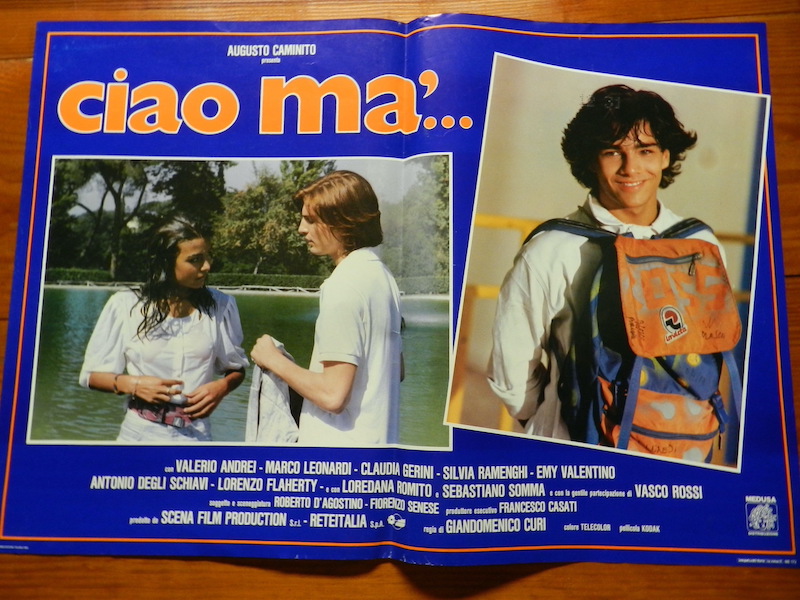 AUGUSTO CAMINITO
presenta
ciao ma'...
Invicta
con VALERIO ANDREI - MARCO LEONARDI - CLAUDIA GERINI - SILVIA RAMENGHI - EMY VALENTINO
ANTONIO DEGLI SCHIAVI - LORENZO FLAHERTY - e con LOREDANA ROMITO e SEBASTIANO SOMMA e con la gentile partecipazione di VASCO ROSSI
soggetto e sceneggiatura ROBERTO D'AGOSTINO - FIORENZO SENESE produttore esecutivo FRANCESCO CASATI
prodotto da SCENA FILM PRODUCTION S.r.l. - RETEITALIA S.p.A. regia di GIANDOMENICO CURI colore TELECOLOR pellicola KODAK
MEDUSA
DISTRIBUZIONE